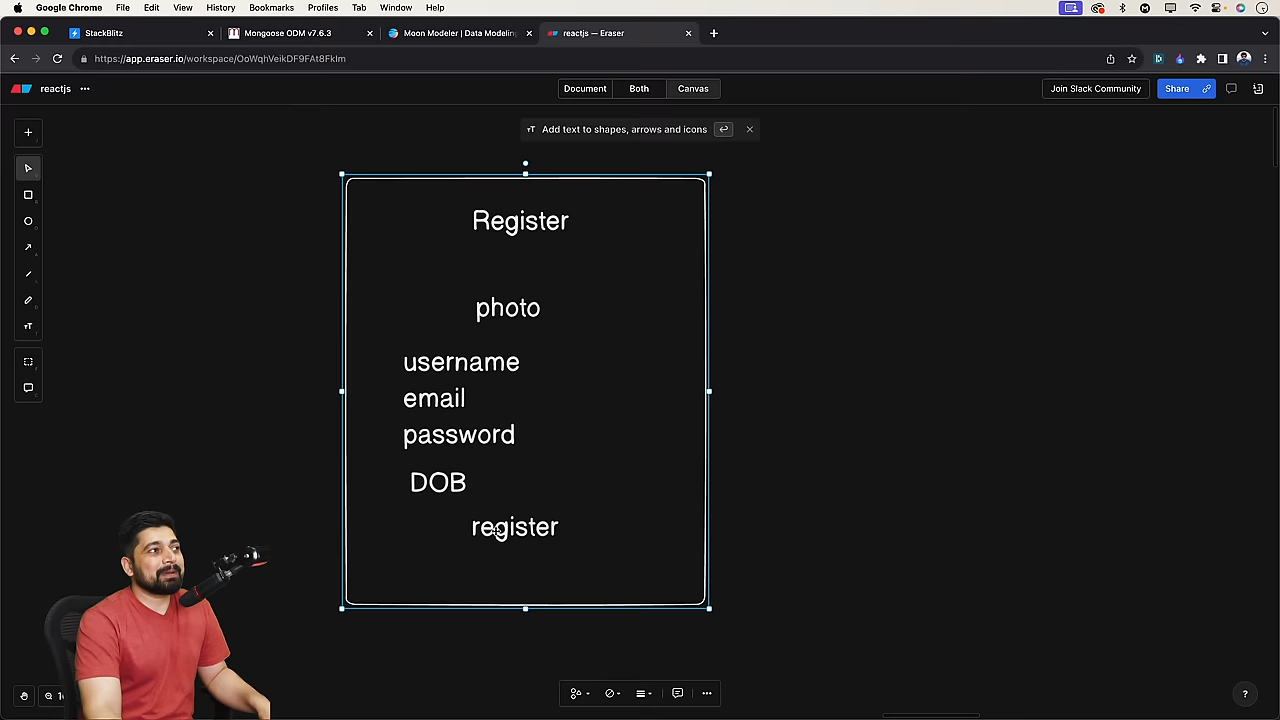 Google Chrome File Edit View History Bookmarks Profiles Tab Window Help
StackBlitz
Mongoose ODM v7.6.3
Moon Modeler | Data Modeling
reactjs — Eraser
https://app.eraser.io/workspace/OoWqhVeikDF9FAt8Fklm
reactjs
Document Both Canvas
Join Slack Community
Share
Add text to shapes, arrows and icons
Register
photo
username
email
password
DOB
register
?